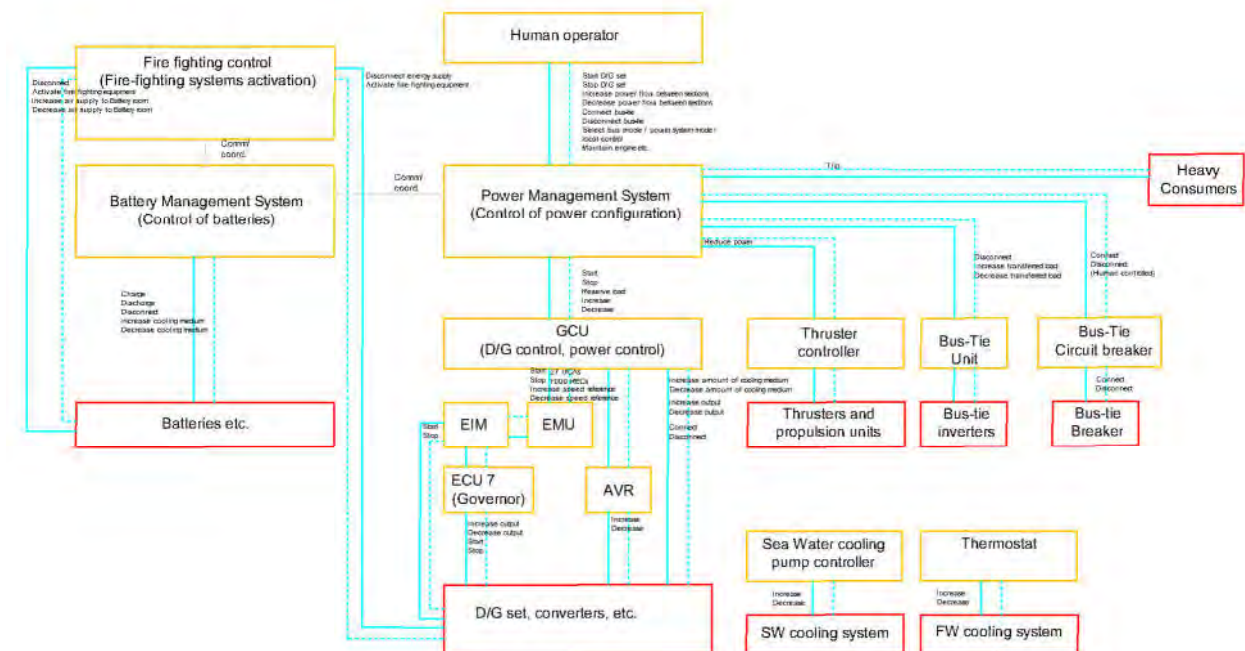 Human operator
Fire fighting control
(Fire-fighting systems activation)
Disconnect
Activate fire fighting equipment
Increase air supply to Battery room
Decrease air supply to Battery room
Disconnect energy supply
Activate fire fighting equipment
Start D/G set
Stop D/G set
Increase power flow between sections
Decrease power flow between sections
Connect bus-tie
Disconnect bus-tie
Select bus mode / power system mode /
local control
Maintain engine etc.
Comm/
coord.
Battery Management System
(Control of batteries)
Comm/
coord.
Power Management System
(Control of power configuration)
Trip
Heavy
Consumers
Reduce power
Disconnect
Increase transferred load
Decrease transferred load
Connect
Disconnect
(Human controlled)
Charge
Discharge
Disconnect
Increase cooling medium
Decrease cooling medium
Start
Stop
Reserve load
Increase
Decrease
GCU
(D/G control, power control)
Thruster
controller
Bus-Tie
Unit
Bus-Tie
Circuit breaker
Start
Stop
Increase speed reference
Decrease speed reference
Increase amount of cooling medium
Decrease amount of cooling medium
Increase output
Decrease output
Connect
Disconnect
Connect
Disconnect
Batteries etc.
Start
Stop
EIM
EMU
Thrusters and
propulsion units
Bus-tie
inverters
Bus-tie
Breaker
ECU 7
(Governor)
AVR
Increase output
Decrease output
Start
Stop
Increase
Decrease
Sea Water cooling
pump controller
Thermostat
Increase
Decrease
Increase
Decrease
D/G set, converters, etc.
SW cooling system
FW cooling system